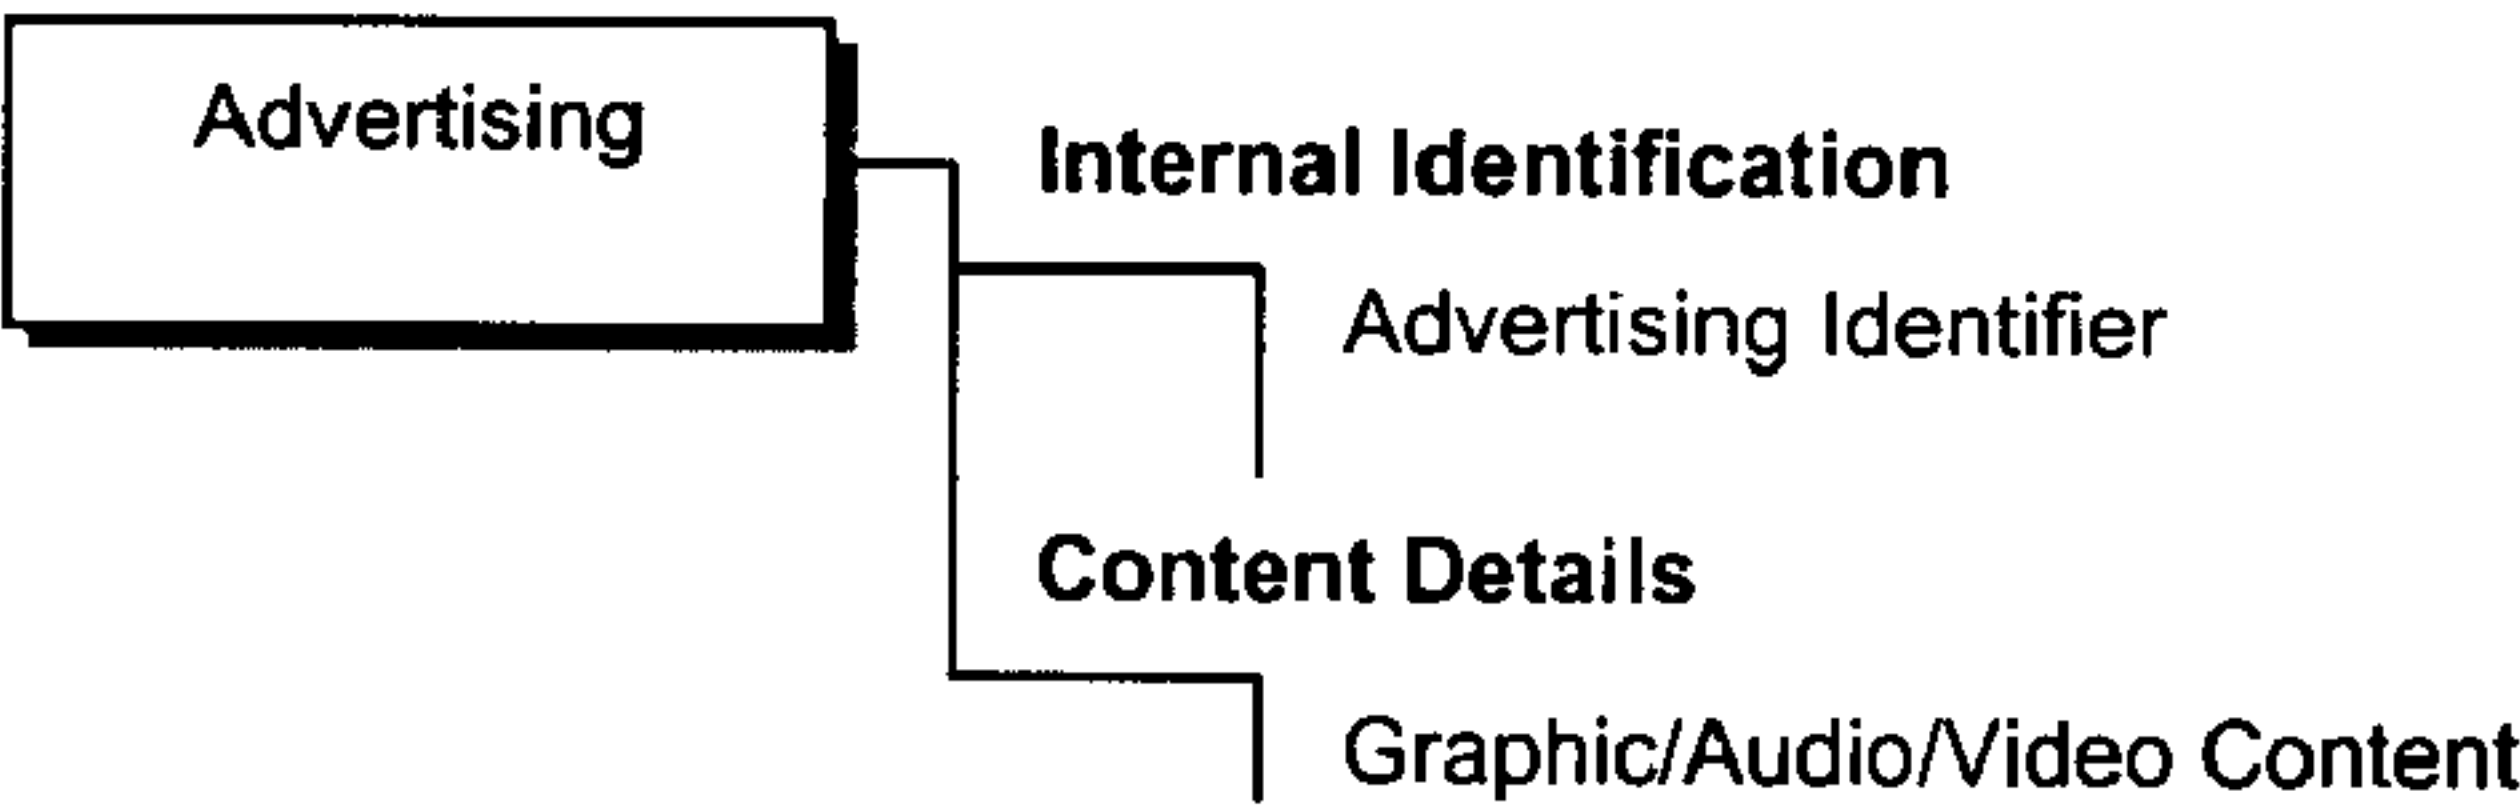 Advertising
Internal Identification
Advertising Identifier
Content Details
Graphic/Audio/Video Content